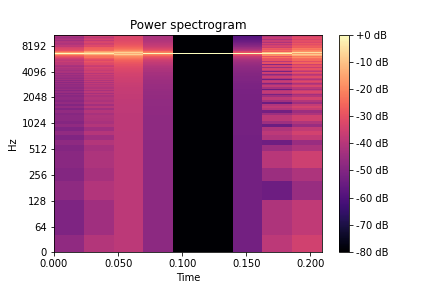 Power spectrogram
Hz
8192
4096
2048
1024
512
256
128
64
0
0.000 0.050 0.100 0.150 0.200
Time
+0 dB
-10 dB
-20 dB
-30 dB
-40 dB
-50 dB
-60 dB
-70 dB
-80 dB